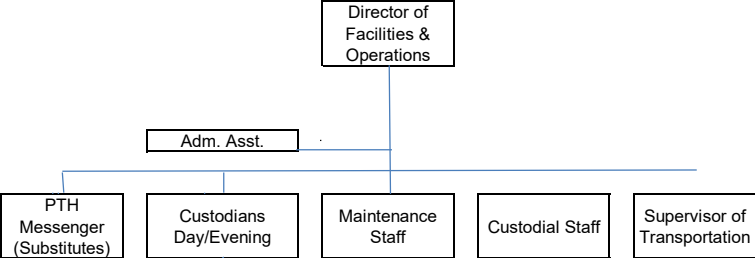 Director of
Facilities &
Operations
Adm. Asst.
PTH
Messenger
(Substitutes)
Custodians
Day/Evening
Maintenance
Staff
Custodial Staff
Supervisor of
Transportation